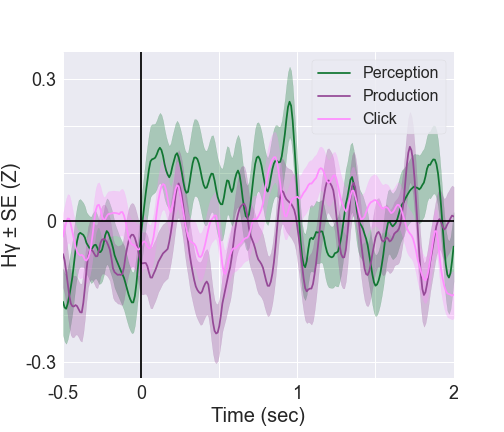 Perception
Production
Click
Hγ ± SE (Z)
0.3
0
-0.3
-0.5
0
1
2
Time (sec)